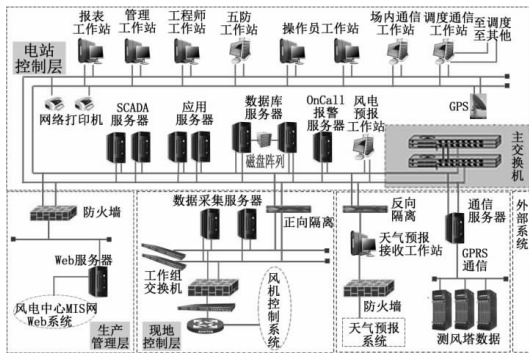 报表
工作站
管理
工作站
工程师
工作站
五防
工作站
操作员工作站
场内通信
工作站
调度通信
工作站
至调度
至其他
电站
控制层
网络打印机
GPS
SCADA
服务器
应用
服务器
数据库
服务器
磁盘阵列
OnCall
报警
服务器
风电
预报
工作站
主交换机
防火墙
数据采集服务器
正向隔离
反向
隔离
通信
服务器
外部系统
Web服务器
工作组
交换机
风机控制系统
天气预报
接收工作站
GPRS
通信
风电中心MIS网
Web系统
生产
管理层
现地
控制层
防火墙
天气预报系统
测风塔数据